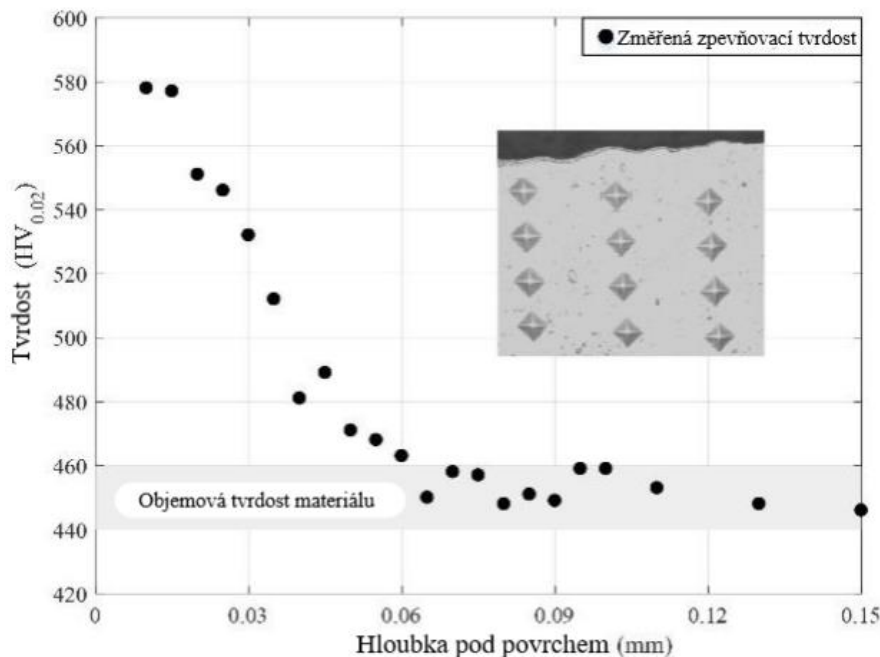 600
Změřená zpevňovací tvrdost
580
560
540
520
500
480
460
440
420
Tvrdost (HV0.02)
Objemová tvrdost materiálu
0 0.03 0.06 0.09 0.12 0.15
Hloubka pod povrchem (mm)